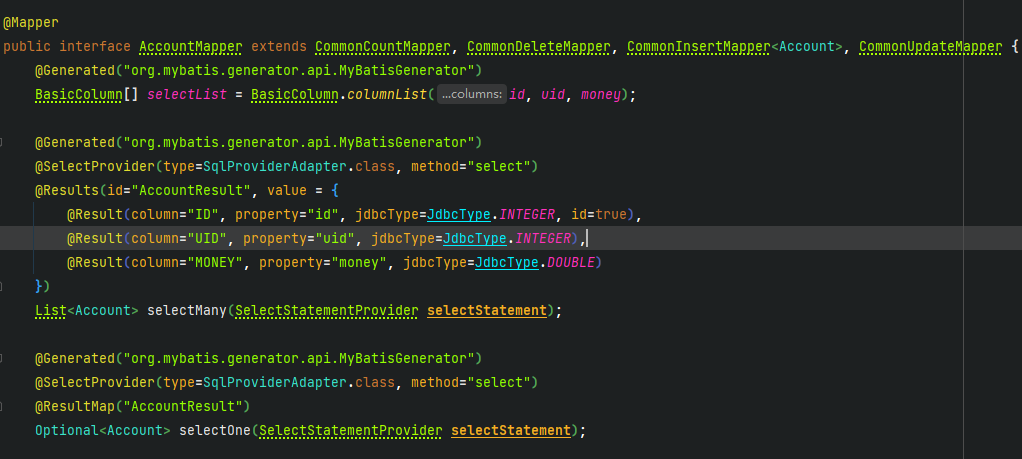 @Mapper
public interface AccountMapper extends CommonCountMapper, CommonDeleteMapper, CommonInsertMapper<Account>, CommonUpdateMapper {
    @Generated("org.mybatis.generator.api.MyBatisGenerator")
    BasicColumn[] selectList = BasicColumn.columnList( ...columns: id, uid, money);

    @Generated("org.mybatis.generator.api.MyBatisGenerator")
    @SelectProvider(type=SqlProviderAdapter.class, method="select")
    @Results(id="AccountResult", value = {
        @Result(column="ID", property="id", jdbcType=JdbcType.INTEGER, id=true),
        @Result(column="UID", property="uid", jdbcType=JdbcType.INTEGER),
        @Result(column="MONEY", property="money", jdbcType=JdbcType.DOUBLE)
    })
    List<Account> selectMany(SelectStatementProvider selectStatement);

    @Generated("org.mybatis.generator.api.MyBatisGenerator")
    @SelectProvider(type=SqlProviderAdapter.class, method="select")
    @ResultMap("AccountResult")
    Optional<Account> selectOne(SelectStatementProvider selectStatement);